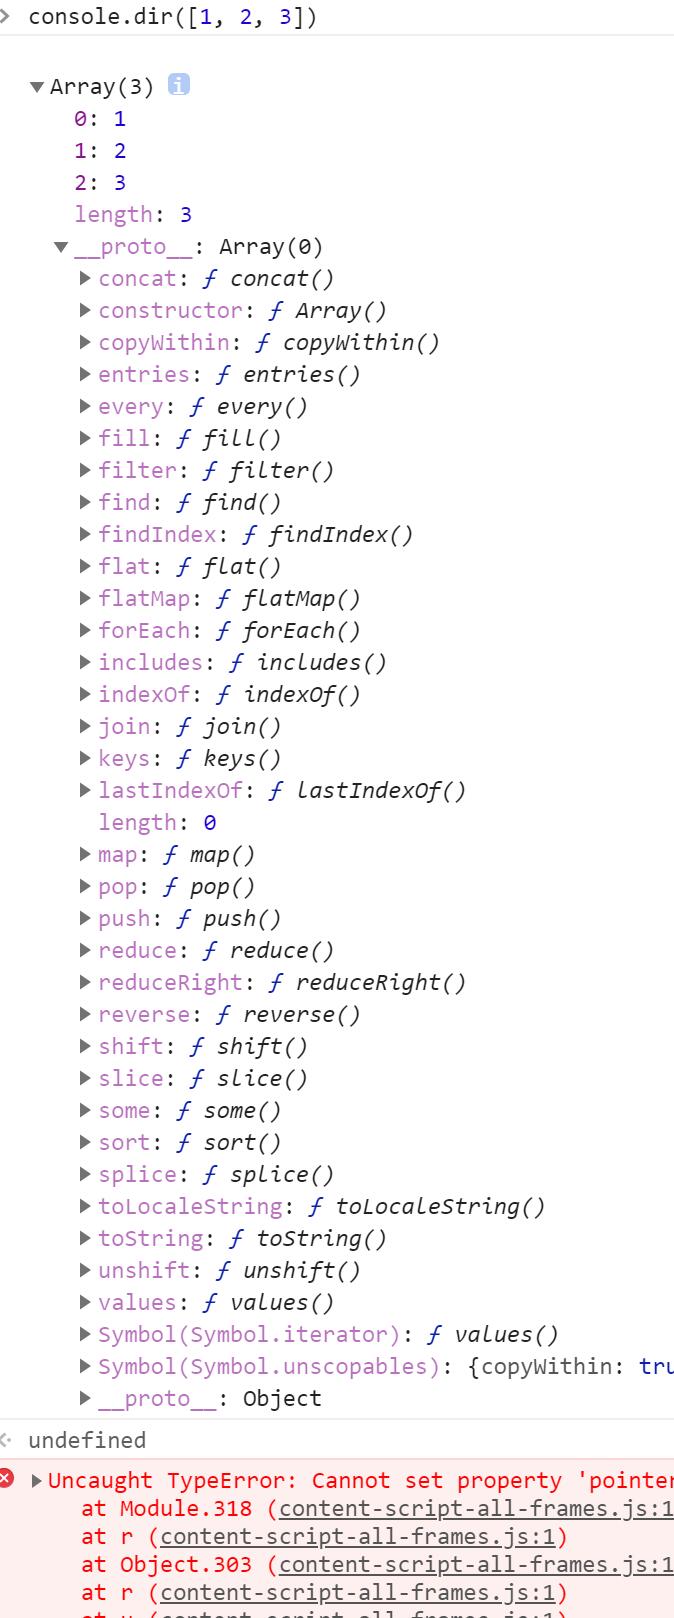 console.dir([1, 2, 3])
Array(3) i
0: 1
1: 2
2: 3
length: 3
__proto__: Array(0)
concat: ƒ concat()
constructor: ƒ Array()
copyWithin: ƒ copyWithin()
entries: ƒ entries()
every: ƒ every()
fill: ƒ fill()
filter: ƒ filter()
find: ƒ find()
findIndex: ƒ findIndex()
flat: ƒ flat()
flatMap: ƒ flatMap()
forEach: ƒ forEach()
includes: ƒ includes()
indexOf: ƒ indexOf()
join: ƒ join()
keys: ƒ keys()
lastIndexOf: ƒ lastIndexOf()
length: 0
map: ƒ map()
pop: ƒ pop()
push: ƒ push()
reduce: ƒ reduce()
reduceRight: ƒ reduceRight()
reverse: ƒ reverse()
shift: ƒ shift()
slice: ƒ slice()
some: ƒ some()
sort: ƒ sort()
splice: ƒ splice()
toLocaleString: ƒ toLocaleString()
toString: ƒ toString()
unshift: ƒ unshift()
values: ƒ values()
Symbol(Symbol.iterator): ƒ values()
Symbol(Symbol.unscopables): {copyWithin: tru
__proto__: Object
undefined
Uncaught TypeError: Cannot set property 'pointer
at Module.318 (content-script-all-frames.js:1
at r (content-script-all-frames.js:1)
at Object.303 (content-script-all-frames.js:1
at r (content-script-all-frames.js:1)